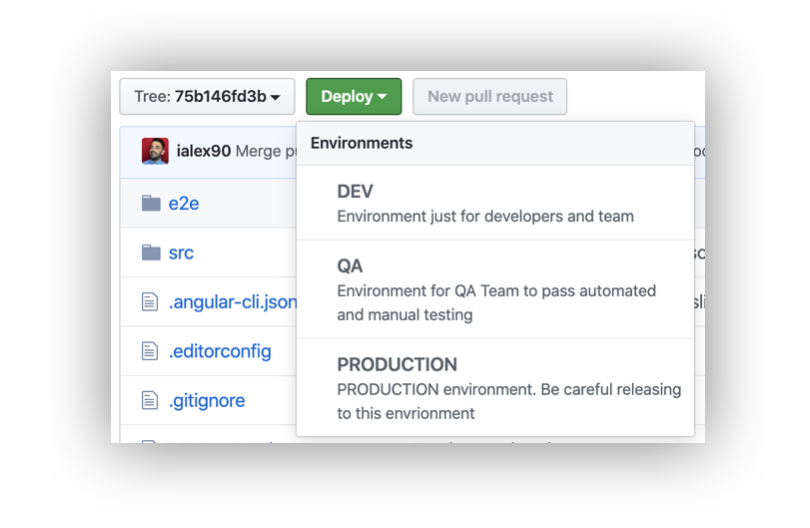 Tree: 75b146fd3b
Deploy
New pull request
Environments
ialex90 Merge pu
DEV
Environment just for developers and team
e2e
QA
Environment for QA Team to pass automated
and manual testing
src
.angular-cli.json
.editorconfig
PRODUCTION
PRODUCTION environment. Be careful releasing
to this envrionment
.gitignore